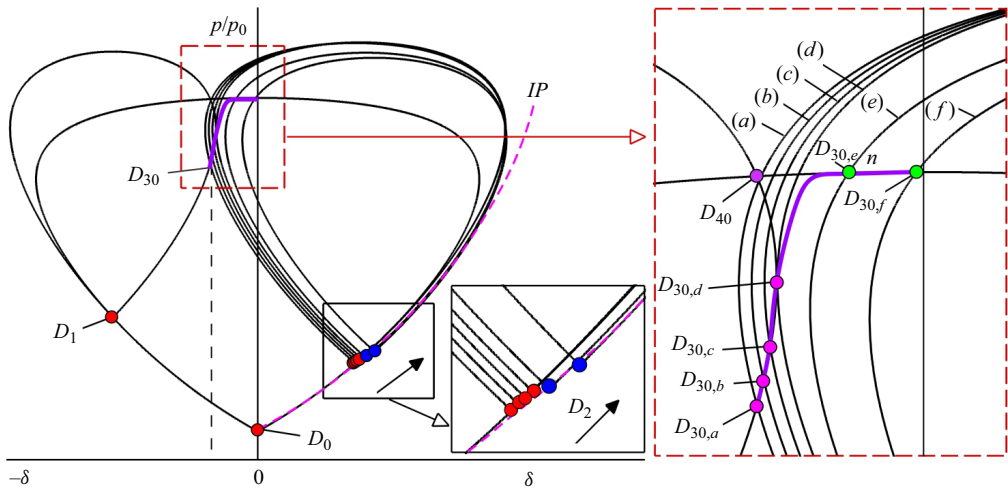 p/p₀
IP
D₃₀
D₁
D₀
D₂
–δ
0
δ
(a)
(b)
(c)
(d)
(e)
(f)
D₃₀,e
n
D₄₀
D₃₀,f
D₃₀,d
D₃₀,c
D₃₀,b
D₃₀,a